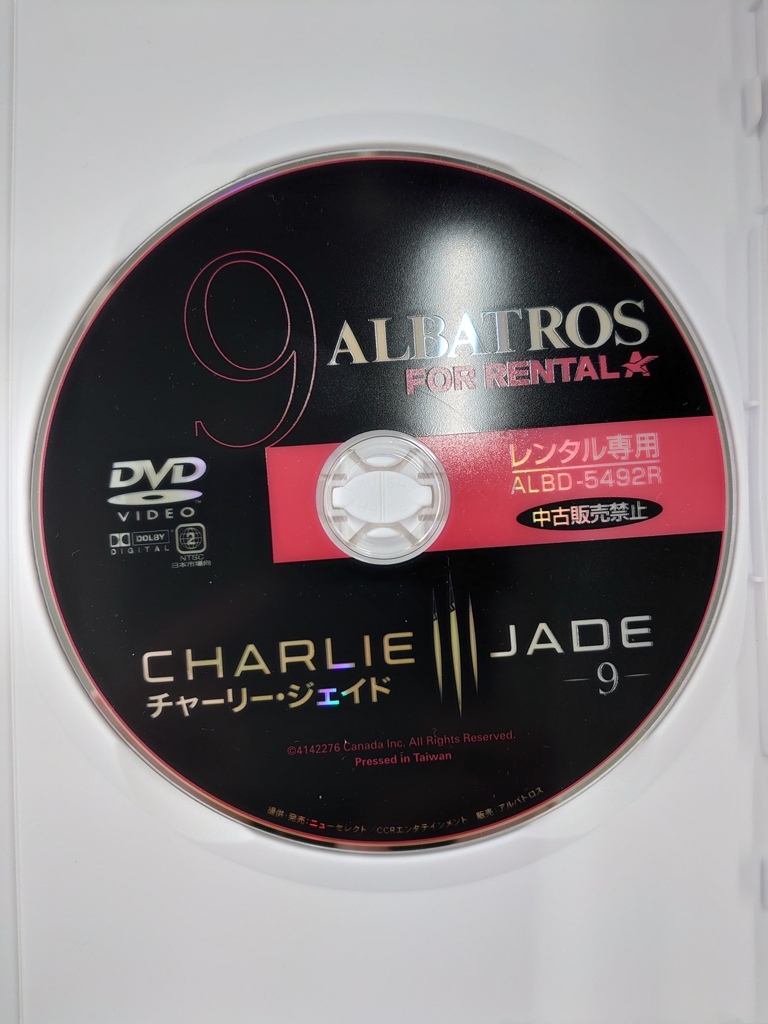 9
ALBATROS
FOR RENTAL
レンタル専用
ALBD-5492R
中古販売禁止
DVD
VIDEO
DOLBY
DIGITAL
2
NTSC
日本市場向
CHARLIE JADE
チャーリー・ジェイド
-9-
©4142276 Canada Inc. All Rights Reserved.
Pressed in Taiwan
提供・発売:ニューセレクト/CCRエンタテインメント 販売:アルバトロス